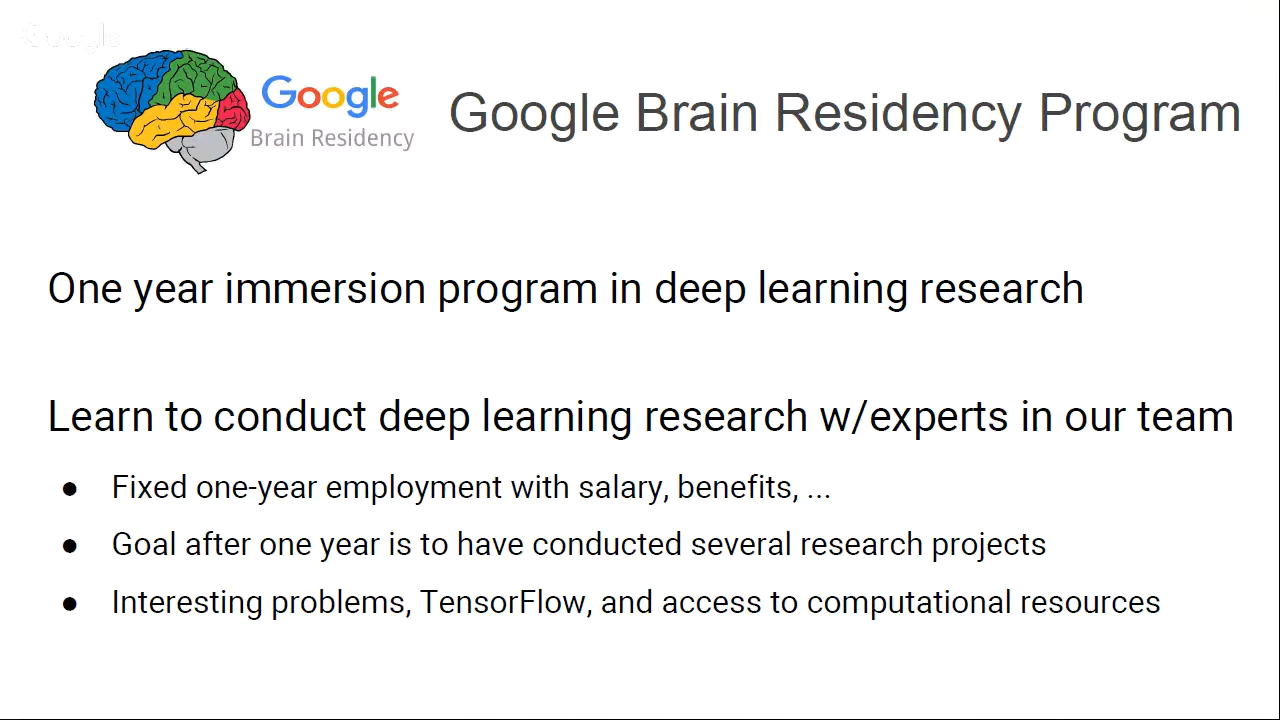 Google
Google
Brain Residency
Google Brain Residency Program
One year immersion program in deep learning research
Learn to conduct deep learning research w/experts in our team
● Fixed one-year employment with salary, benefits, ...
● Goal after one year is to have conducted several research projects
● Interesting problems, TensorFlow, and access to computational resources